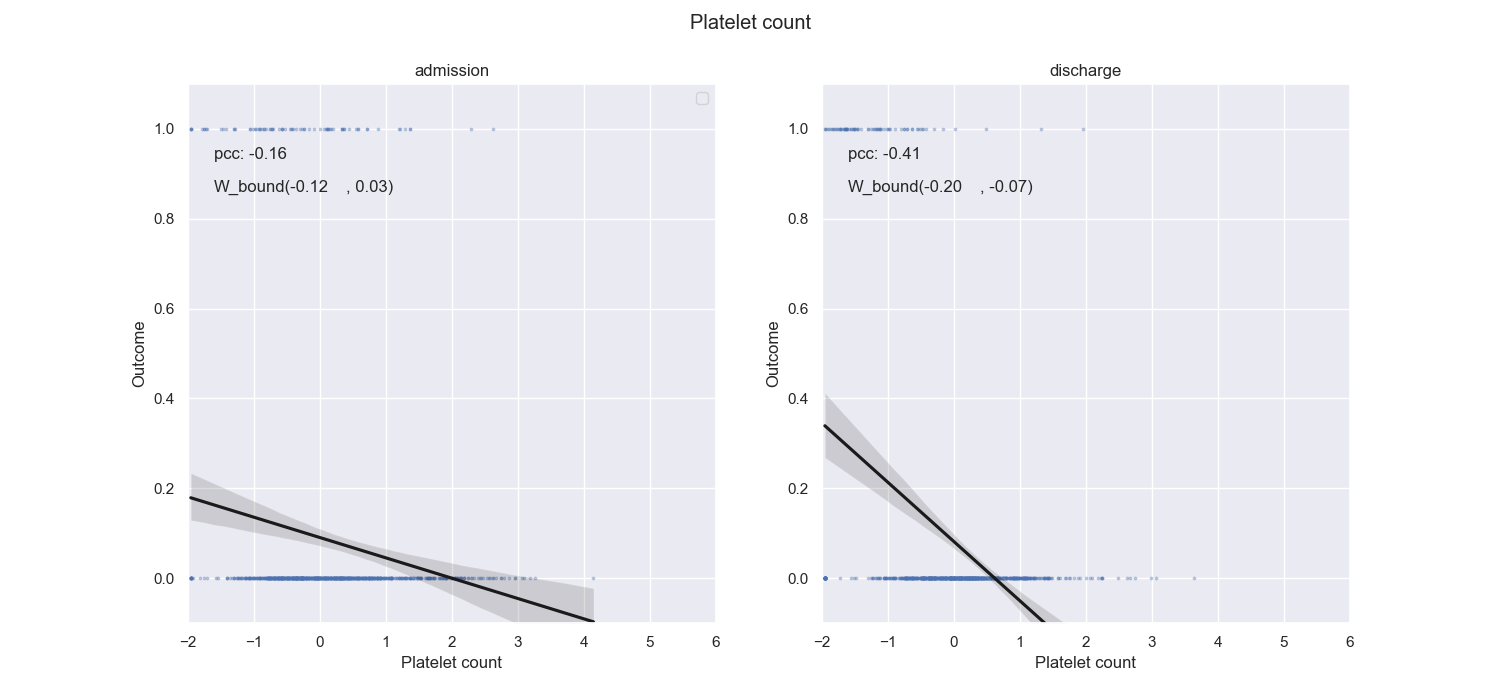 Platelet count
admission
1.0
0.8
0.6
0.4
0.2
0.0
Outcome
pcc: -0.16
W_bound(-0.12 , 0.03)
−2 −1 0 1 2 3 4 5 6
Platelet count
discharge
1.0
0.8
0.6
0.4
0.2
0.0
Outcome
pcc: -0.41
W_bound(-0.20 , -0.07)
−2 −1 0 1 2 3 4 5 6
Platelet count